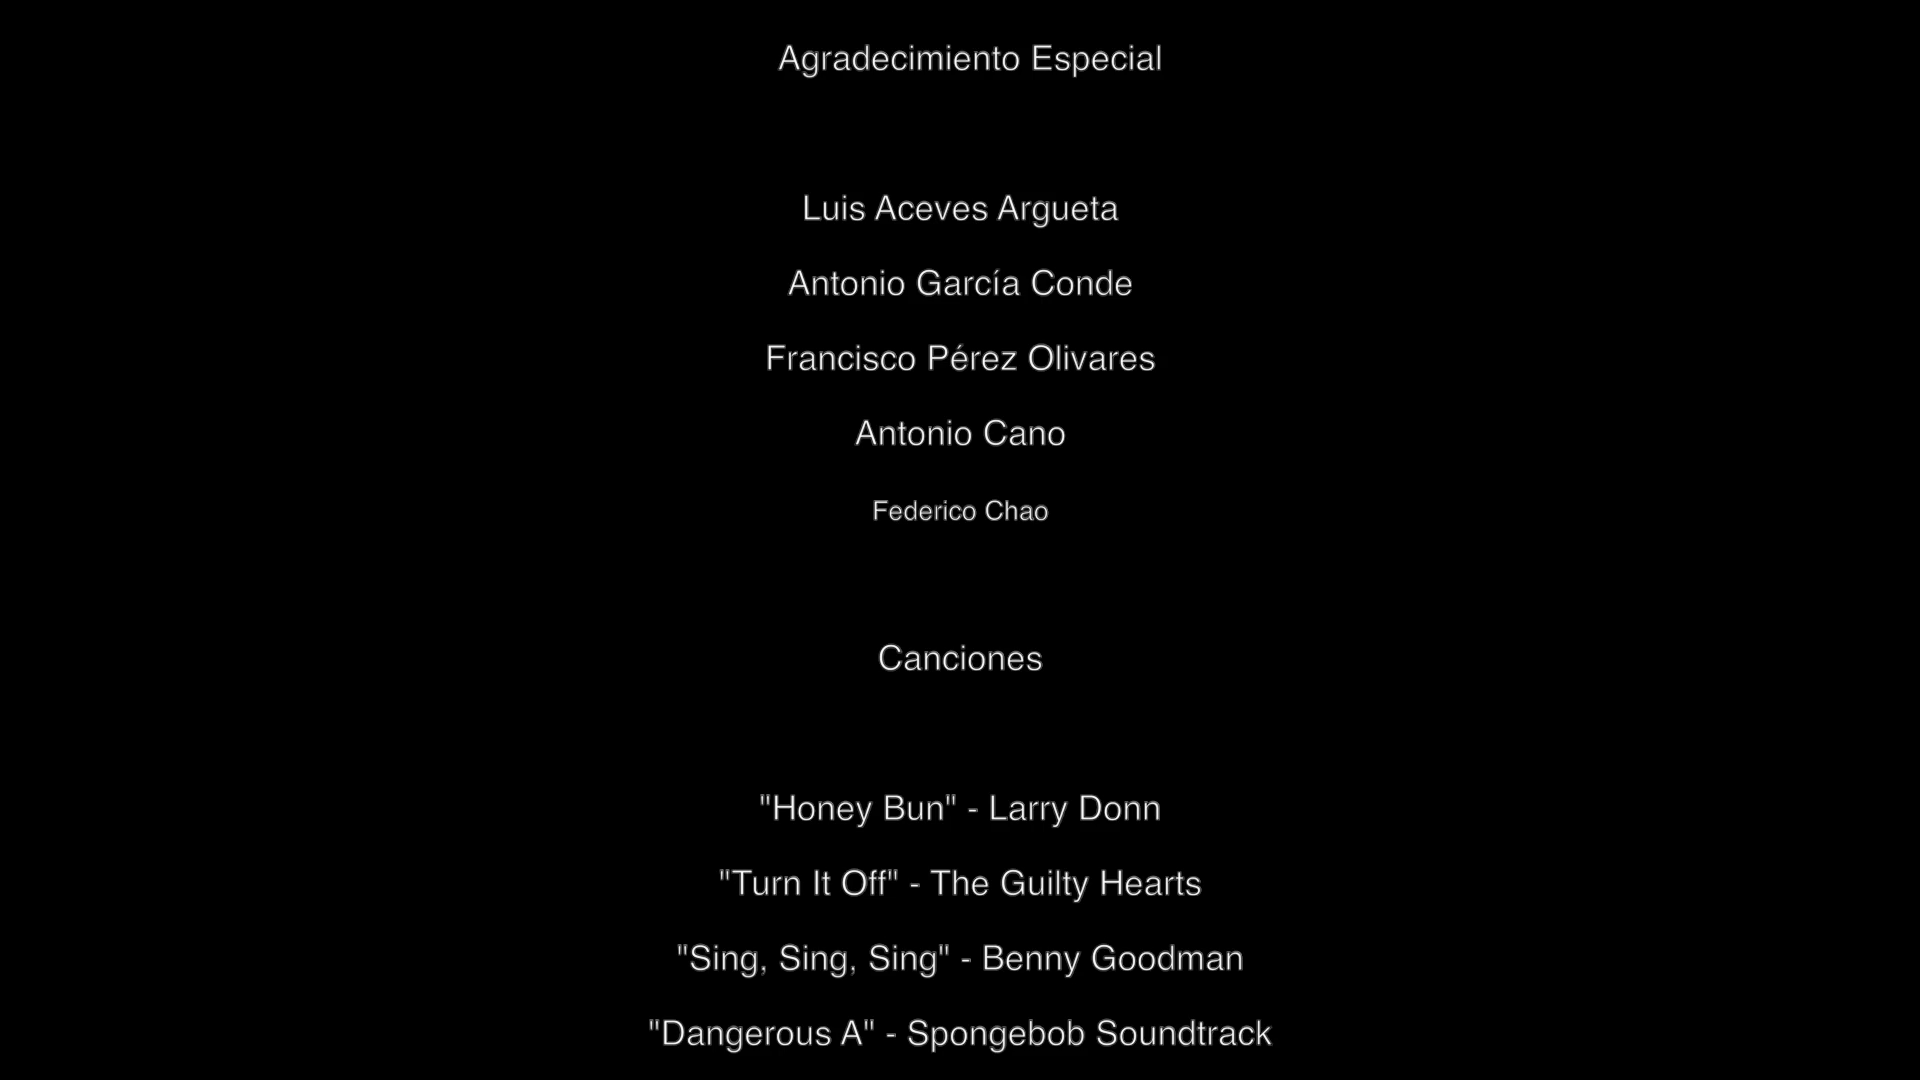 Agradecimiento Especial
Luis Aceves Argueta
Antonio García Conde
Francisco Pérez Olivares
Antonio Cano
Federico Chao
Canciones
"Honey Bun" - Larry Donn
"Turn It Off" - The Guilty Hearts
"Sing, Sing, Sing" - Benny Goodman
"Dangerous A" - Spongebob Soundtrack